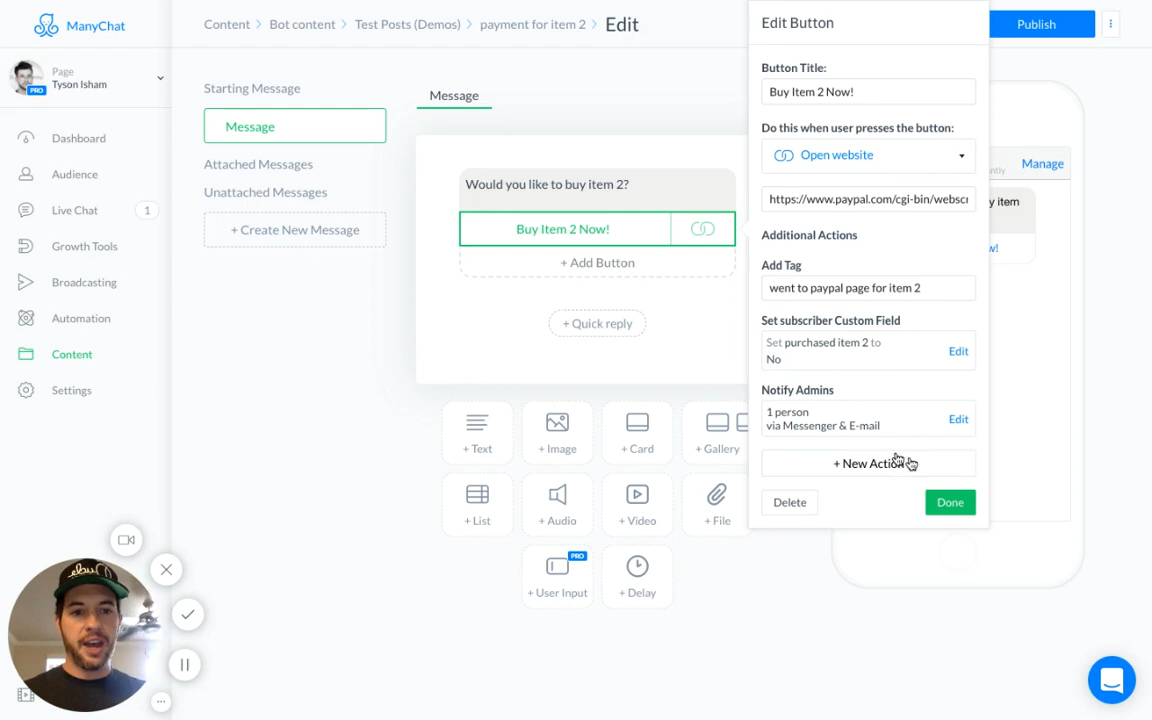 ManyChat
Content
Bot content
Test Posts (Demos)
payment for item 2
Edit
Publish
Page
Tyson Isham
PRO
Dashboard
Audience
Live Chat
1
Growth Tools
Broadcasting
Automation
Content
Settings
Starting Message
Message
Attached Messages
Unattached Messages
+ Create New Message
Message
Would you like to buy item 2?
Buy Item 2 Now!
+ Add Button
+ Quick reply
+ Text
+ Image
+ Card
+ Gallery
+ List
+ Audio
+ Video
+ File
PRO
+ User Input
+ Delay
Edit Button
Button Title:
Buy Item 2 Now!
Do this when user presses the button:
Open website
https://www.paypal.com/cgi-bin/webscr
Additional Actions
Add Tag
went to paypal page for item 2
Set subscriber Custom Field
Set purchased item 2 to
No
Edit
Notify Admins
1 person
via Messenger & E-mail
Edit
+ New Action
Delete
Done
Manage
item